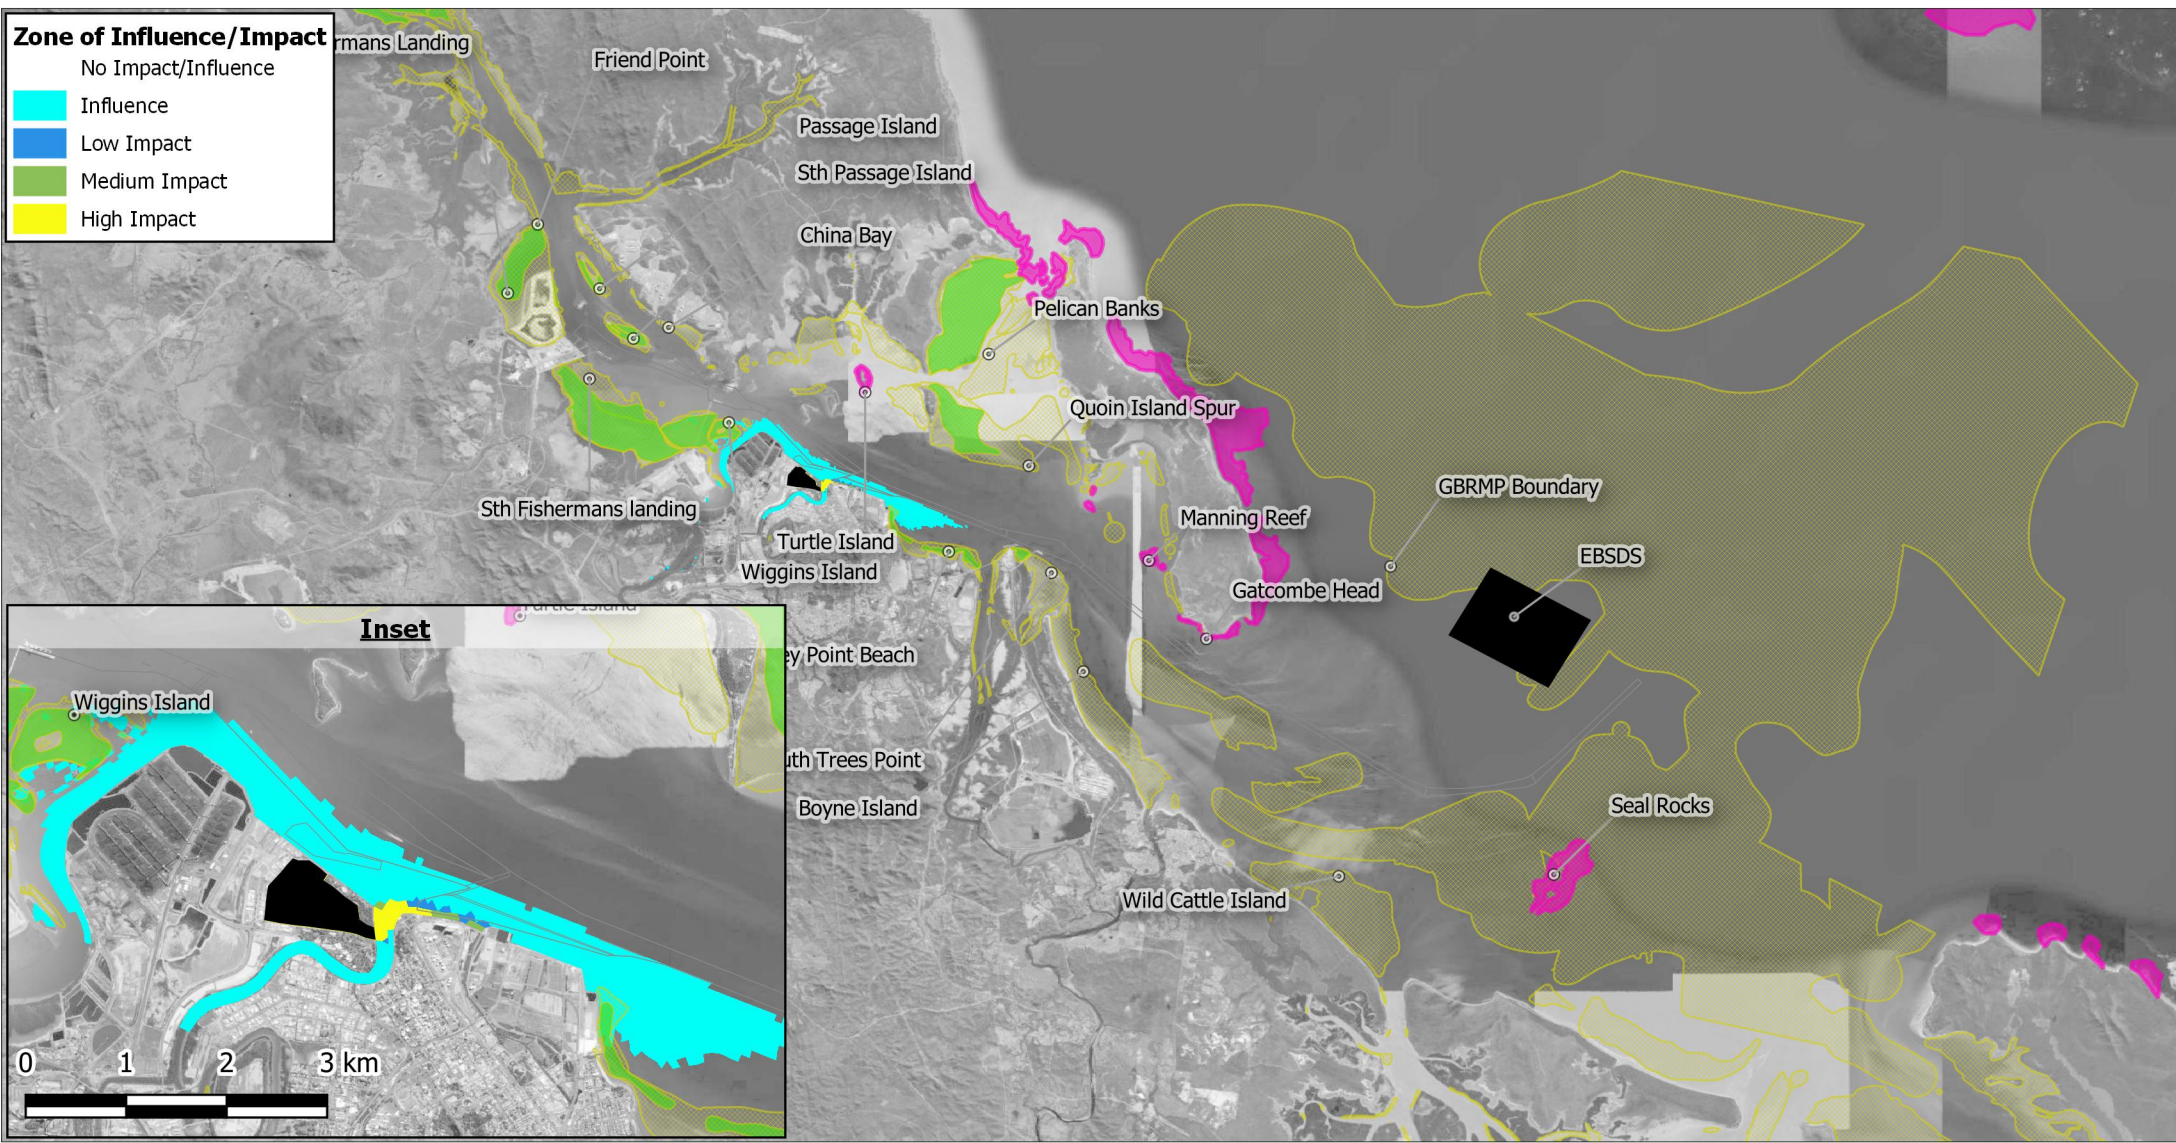 Zone of Influence/Impact
No Impact/Influence
Influence
Low Impact
Medium Impact
High Impact
rmans Landing
Friend Point
Passage Island
Sth Passage Island
China Bay
Pelican Banks
Quoin Island Spur
GBRMP Boundary
Sth Fishermans landing
Manning Reef
Turtle Island
EBSDS
Wiggins Island
Gatcombe Head
Turtle Island
Inset
ey Point Beach
Wiggins Island
uth Trees Point
Boyne Island
Seal Rocks
Wild Cattle Island
0 1 2 3 km